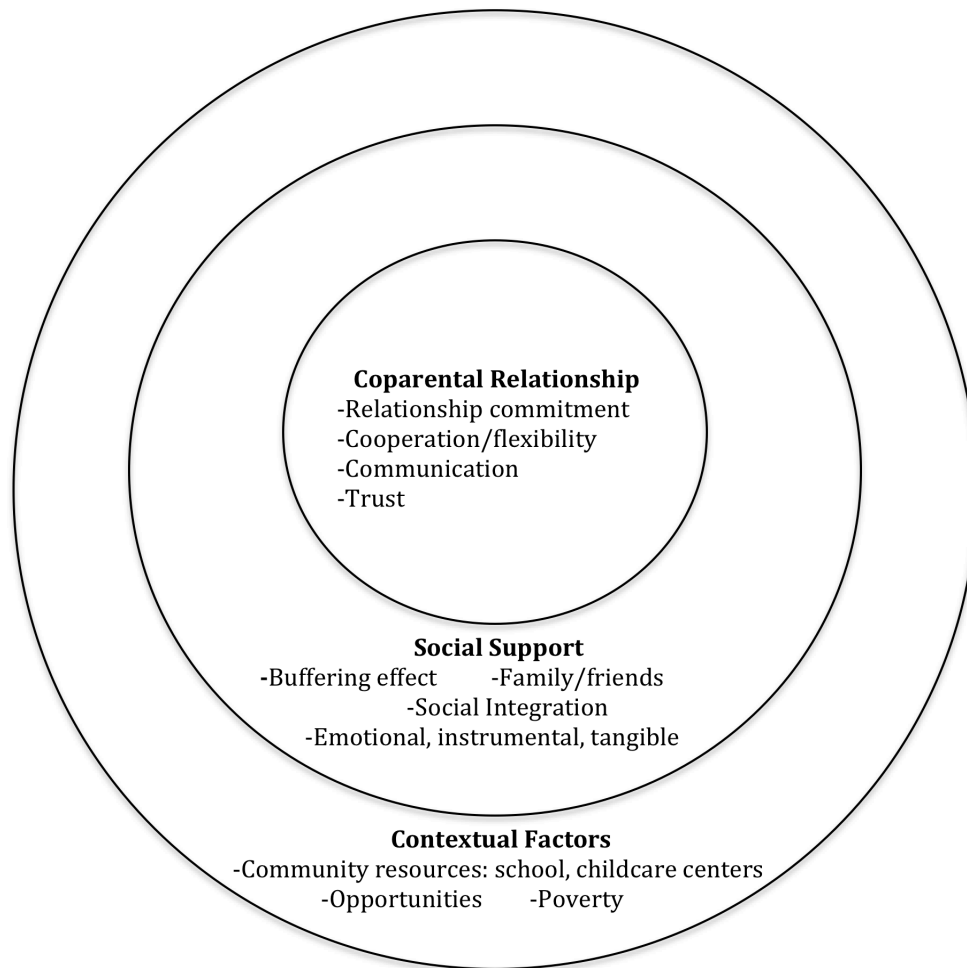 Coparental Relationship
-Relationship commitment
-Cooperation/flexibility
-Communication
-Trust
Social Support
-Buffering effect -Family/friends
-Social Integration
-Emotional, instrumental, tangible
Contextual Factors
-Community resources: school, childcare centers
-Opportunities -Poverty